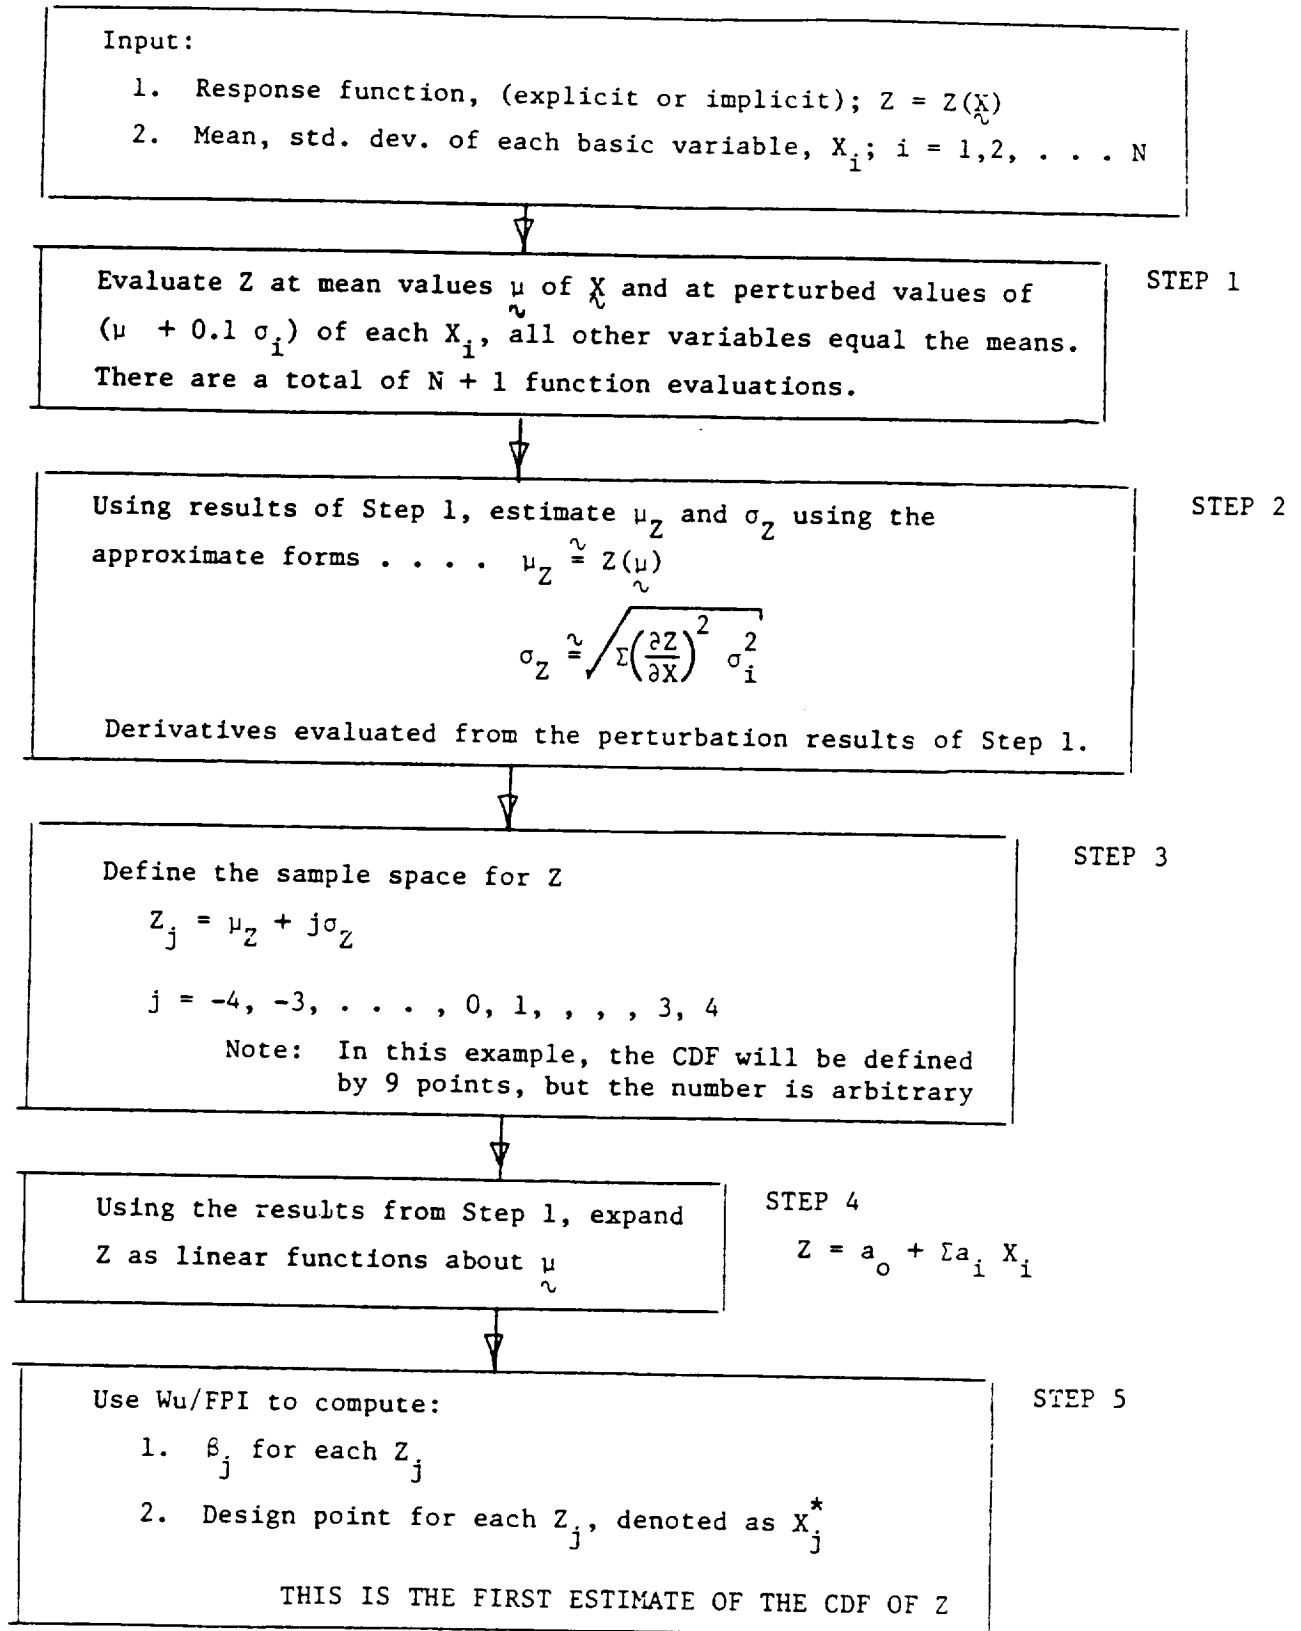 Input:
1. Response function, (explicit or implicit); Z = Z(X̰)
2. Mean, std. dev. of each basic variable, X_i; i = 1,2, . . . N
STEP 1
Evaluate Z at mean values μ̰ of X̰ and at perturbed values of
(μ + 0.1 σ_i) of each X_i, all other variables equal the means.
There are a total of N + 1 function evaluations.
STEP 2
Using results of Step 1, estimate μ_Z and σ_Z using the
approximate forms . . . . μ_Z ≅ Z(μ̰)
σ_Z ≅ √(Σ(∂Z/∂X)^2 σ_i^2)
Derivatives evaluated from the perturbation results of Step 1.
STEP 3
Define the sample space for Z
Z_j = μ_Z + jσ_Z
j = -4, -3, . . . , 0, 1, , , , 3, 4
Note: In this example, the CDF will be defined
by 9 points, but the number is arbitrary
STEP 4
Using the results from Step 1, expand
Z as linear functions about μ̰
Z = a_o + Σa_i X_i
STEP 5
Use Wu/FPI to compute:
1. β_j for each Z_j
2. Design point for each Z_j, denoted as X_j^*
THIS IS THE FIRST ESTIMATE OF THE CDF OF Z